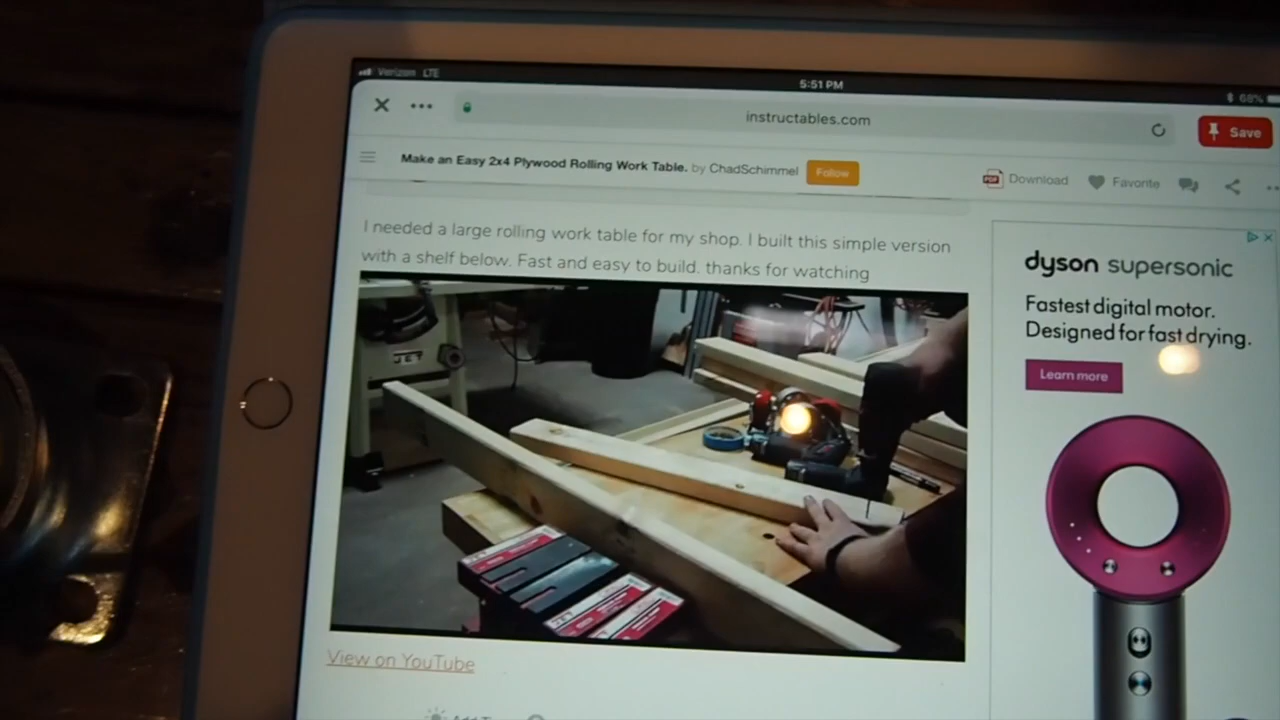 Verizon LTE
5:51 PM
68%
instructables.com
Save
Make an Easy 2x4 Plywood Rolling Work Table. by ChadSchimmel
Follow
PDF
Download
Favorite
I needed a large rolling work table for my shop. I built this simple version
with a shelf below. Fast and easy to build. thanks for watching
JET
View on YouTube
dyson supersonic
Fastest digital motor.
Designed for fast drying.
Learn more